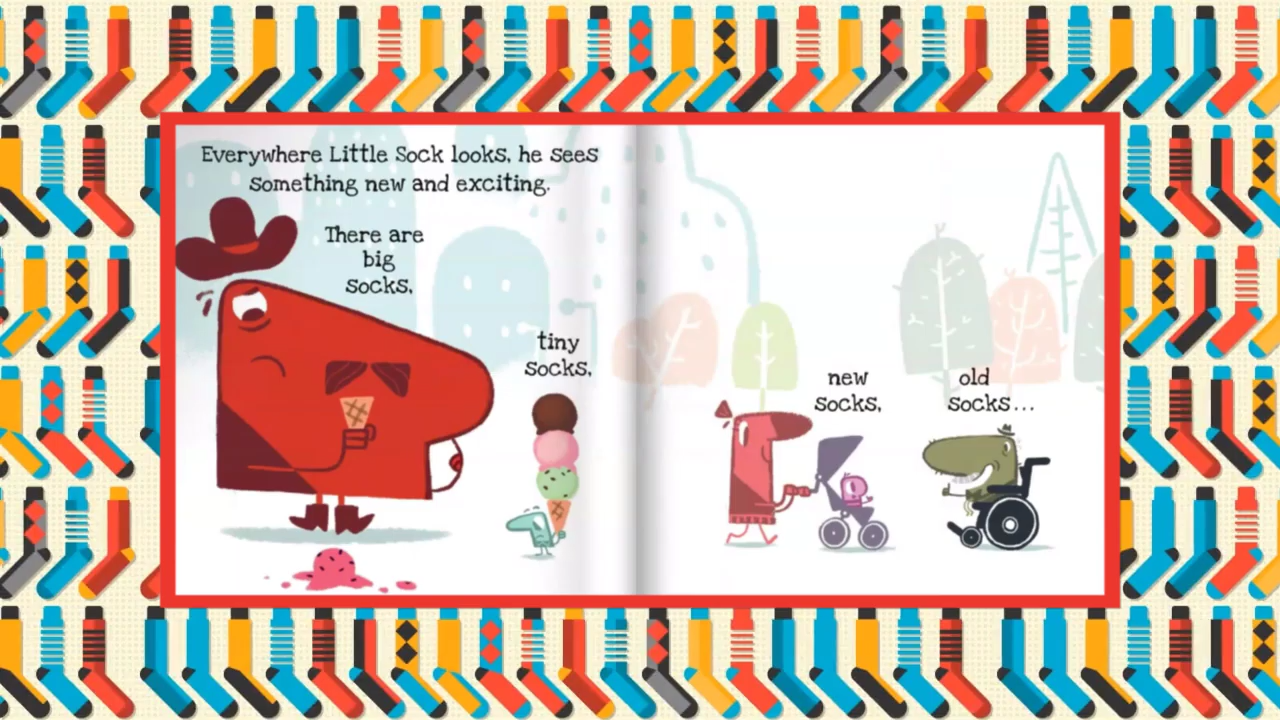 Everywhere Little Sock looks, he sees
something new and exciting.
There are
big
socks,
tiny
socks,
new
socks,
old
socks...